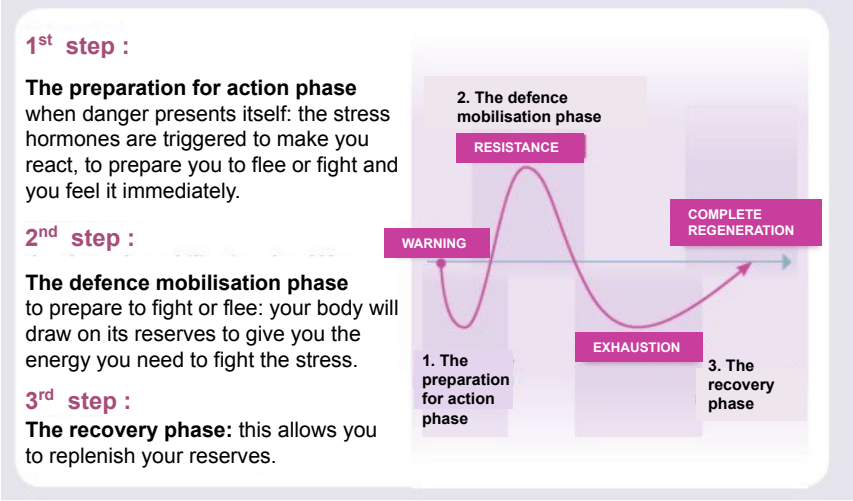 1st step :
The preparation for action phase
when danger presents itself: the stress
hormones are triggered to make you
react, to prepare you to flee or fight and
you feel it immediately.
2nd step :
The defence mobilisation phase
to prepare to fight or flee: your body will
draw on its reserves to give you the
energy you need to fight the stress.
3rd step :
The recovery phase: this allows you
to replenish your reserves.
2. The defence
mobilisation phase
RESISTANCE
COMPLETE
REGENERATION
WARNING
EXHAUSTION
1. The
preparation
for action
phase
3. The
recovery
phase